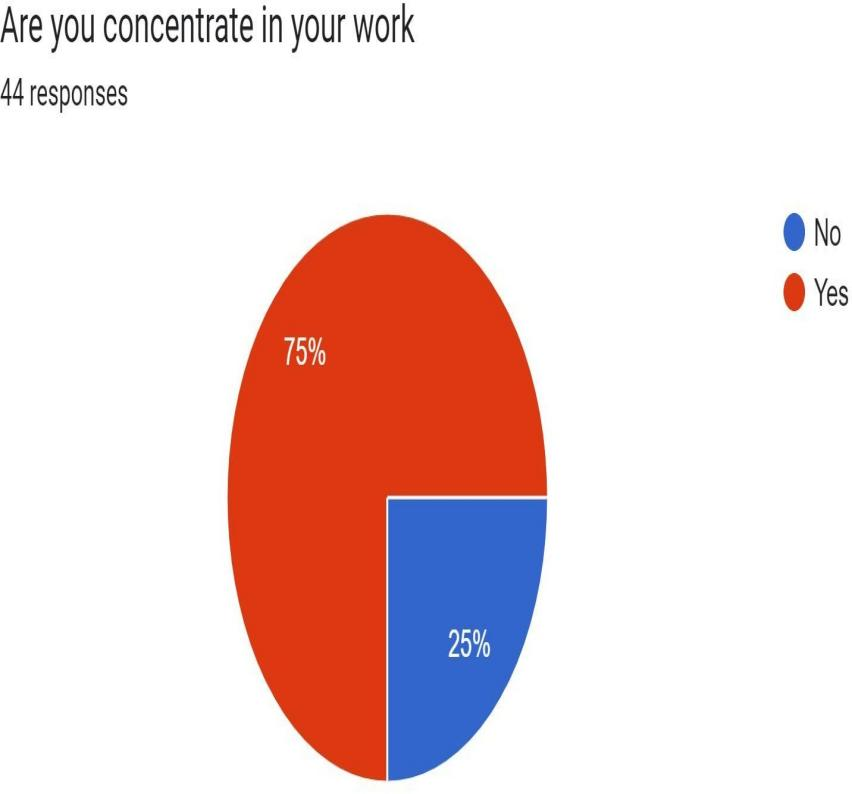 Are you concentrate in your work
44 responses
No
Yes
75%
25%